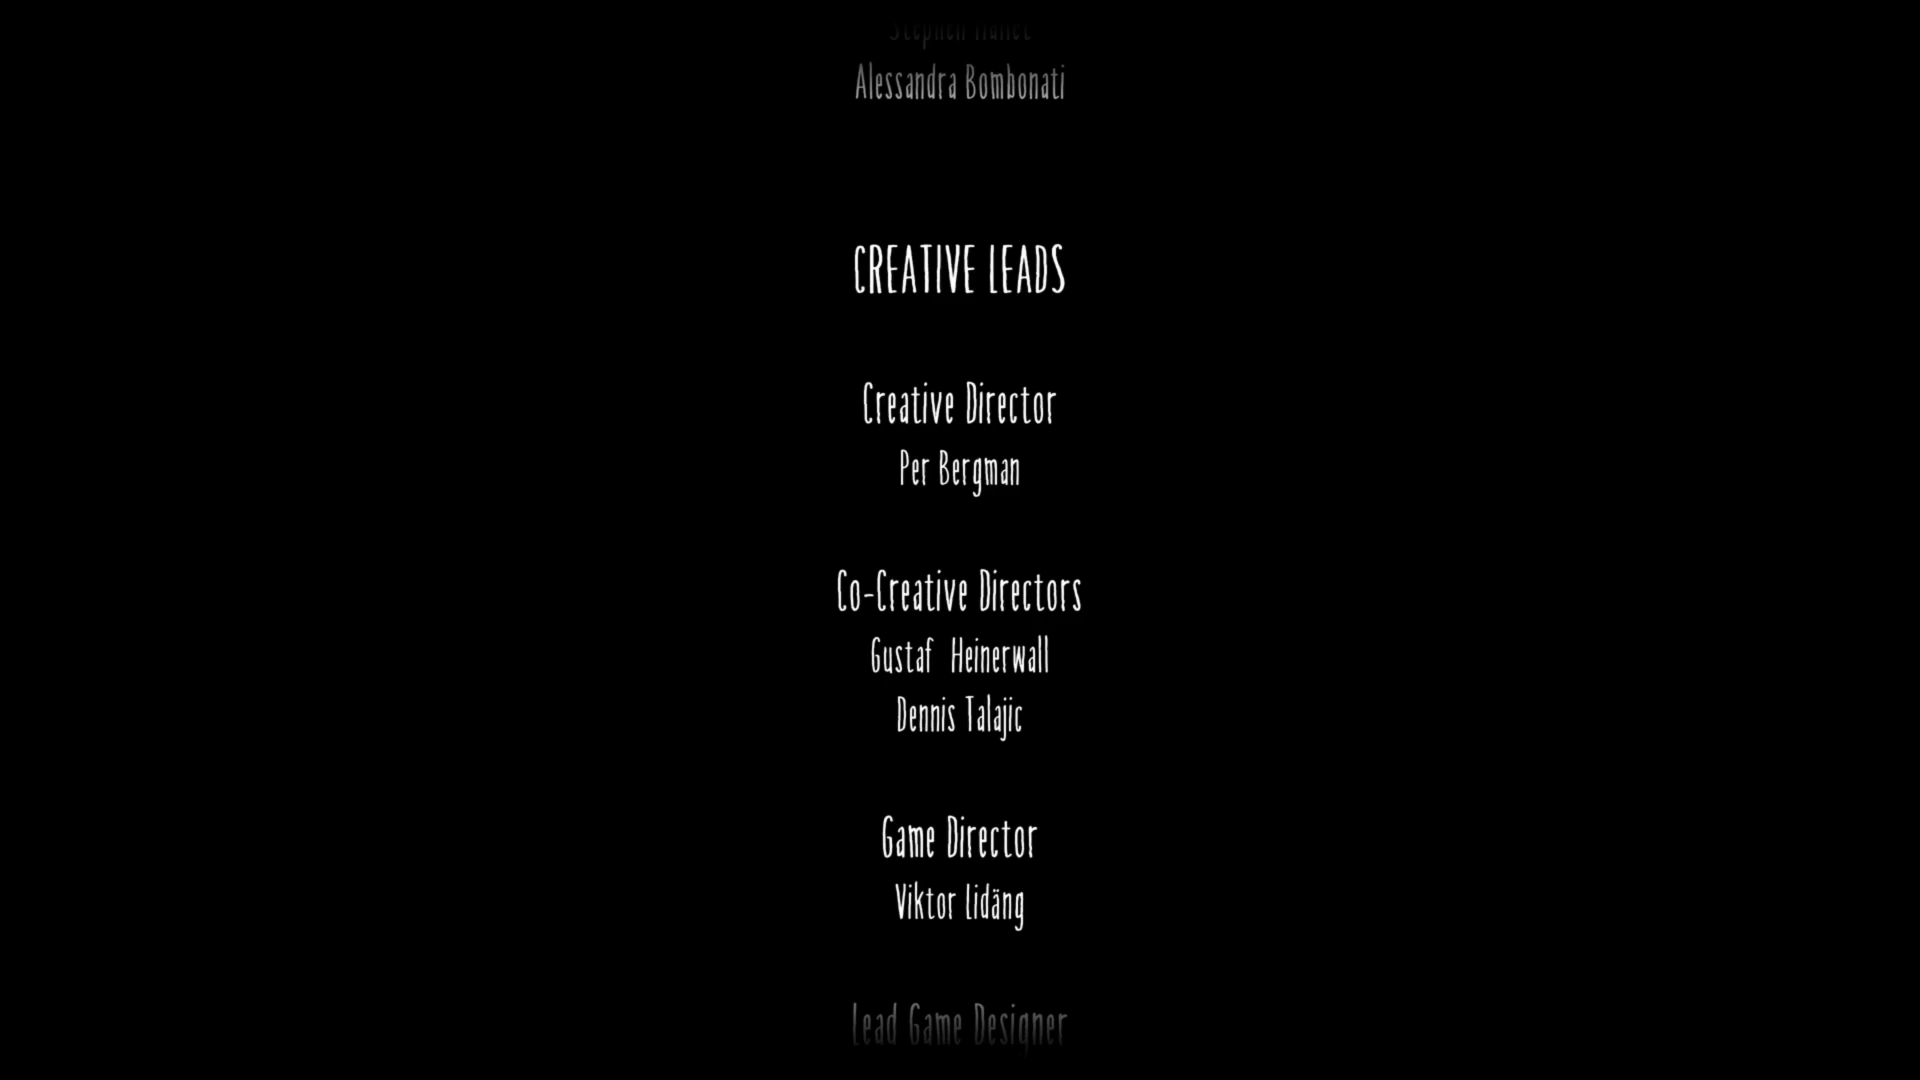 Alessandra Bombonati
CREATIVE LEADS
Creative Director
Per Bergman
Co-Creative Directors
Gustaf Heinerwall
Dennis Talajic
Game Director
Viktor Lidäng
Lead Game Designer